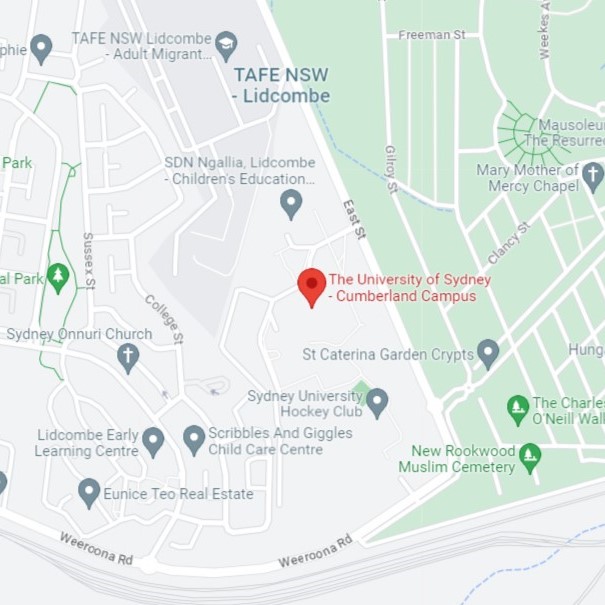 TAFE NSW Lidcombe
- Adult Migrant...
phie
TAFE NSW
- Lidcombe
Freeman St
Weekes A
Mausoleu
The Resurre
Park
SDN Ngallia, Lidcombe
- Children's Education...
Gilroy St
Mary Mother of
Mercy Chapel
East St
Clancy St
Sussex St
al Park
The University of Sydney
- Cumberland Campus
College St
Sydney Onnuri Church
St Caterina Garden Crypts
Hunga
Sydney University
Hockey Club
The Charles
O'Neill Wall
Lidcombe Early
Learning Centre
Scribbles And Giggles
Child Care Centre
New Rookwood
Muslim Cemetery
Eunice Teo Real Estate
Weeroona Rd
Weeroona Rd